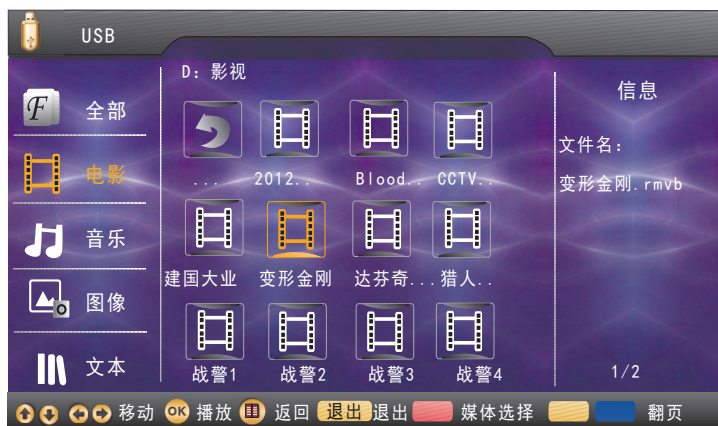 USB
D：影视
信息
F 全部
文件名：
电影
... 2012.. Blood.. CCTV..
变形金刚.rmvb
音乐
建国大业 变形金刚 达芬奇... 猎人..
图像
文本
战警1 战警2 战警3 战警4
1/2
移动 OK 播放 返回 退出 退出 媒体选择 翻页